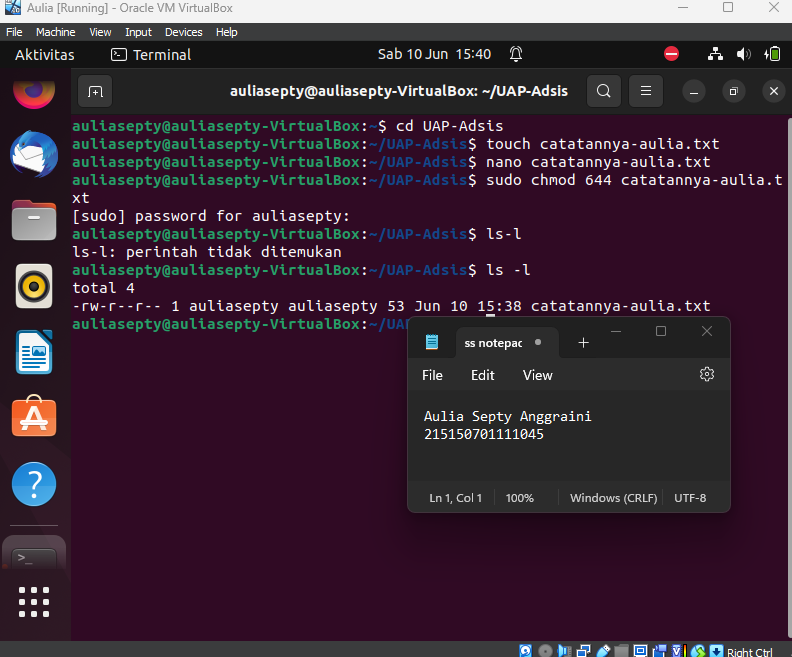 Aulia [Running] - Oracle VM VirtualBox
File Machine View Input Devices Help
Aktivitas Terminal Sab 10 Jun 15:40
auliasepty@auliasepty-VirtualBox: ~/UAP-Adsis
auliasepty@auliasepty-VirtualBox:~$ cd UAP-Adsis
auliasepty@auliasepty-VirtualBox:~/UAP-Adsis$ touch catatannya-aulia.txt
auliasepty@auliasepty-VirtualBox:~/UAP-Adsis$ nano catatannya-aulia.txt
auliasepty@auliasepty-VirtualBox:~/UAP-Adsis$ sudo chmod 644 catatannya-aulia.t
xt
[sudo] password for auliasepty:
auliasepty@auliasepty-VirtualBox:~/UAP-Adsis$ ls-l
ls-l: perintah tidak ditemukan
auliasepty@auliasepty-VirtualBox:~/UAP-Adsis$ ls -l
total 4
-rw-r--r-- 1 auliasepty auliasepty 53 Jun 10 15:38 catatannya-aulia.txt
auliasepty@auliasepty-VirtualBox:~/UA
ss notepac
File Edit View
Aulia Septy Anggraini
215150701111045
Ln 1, Col 1 100% Windows (CRLF) UTF-8
Right Ctrl